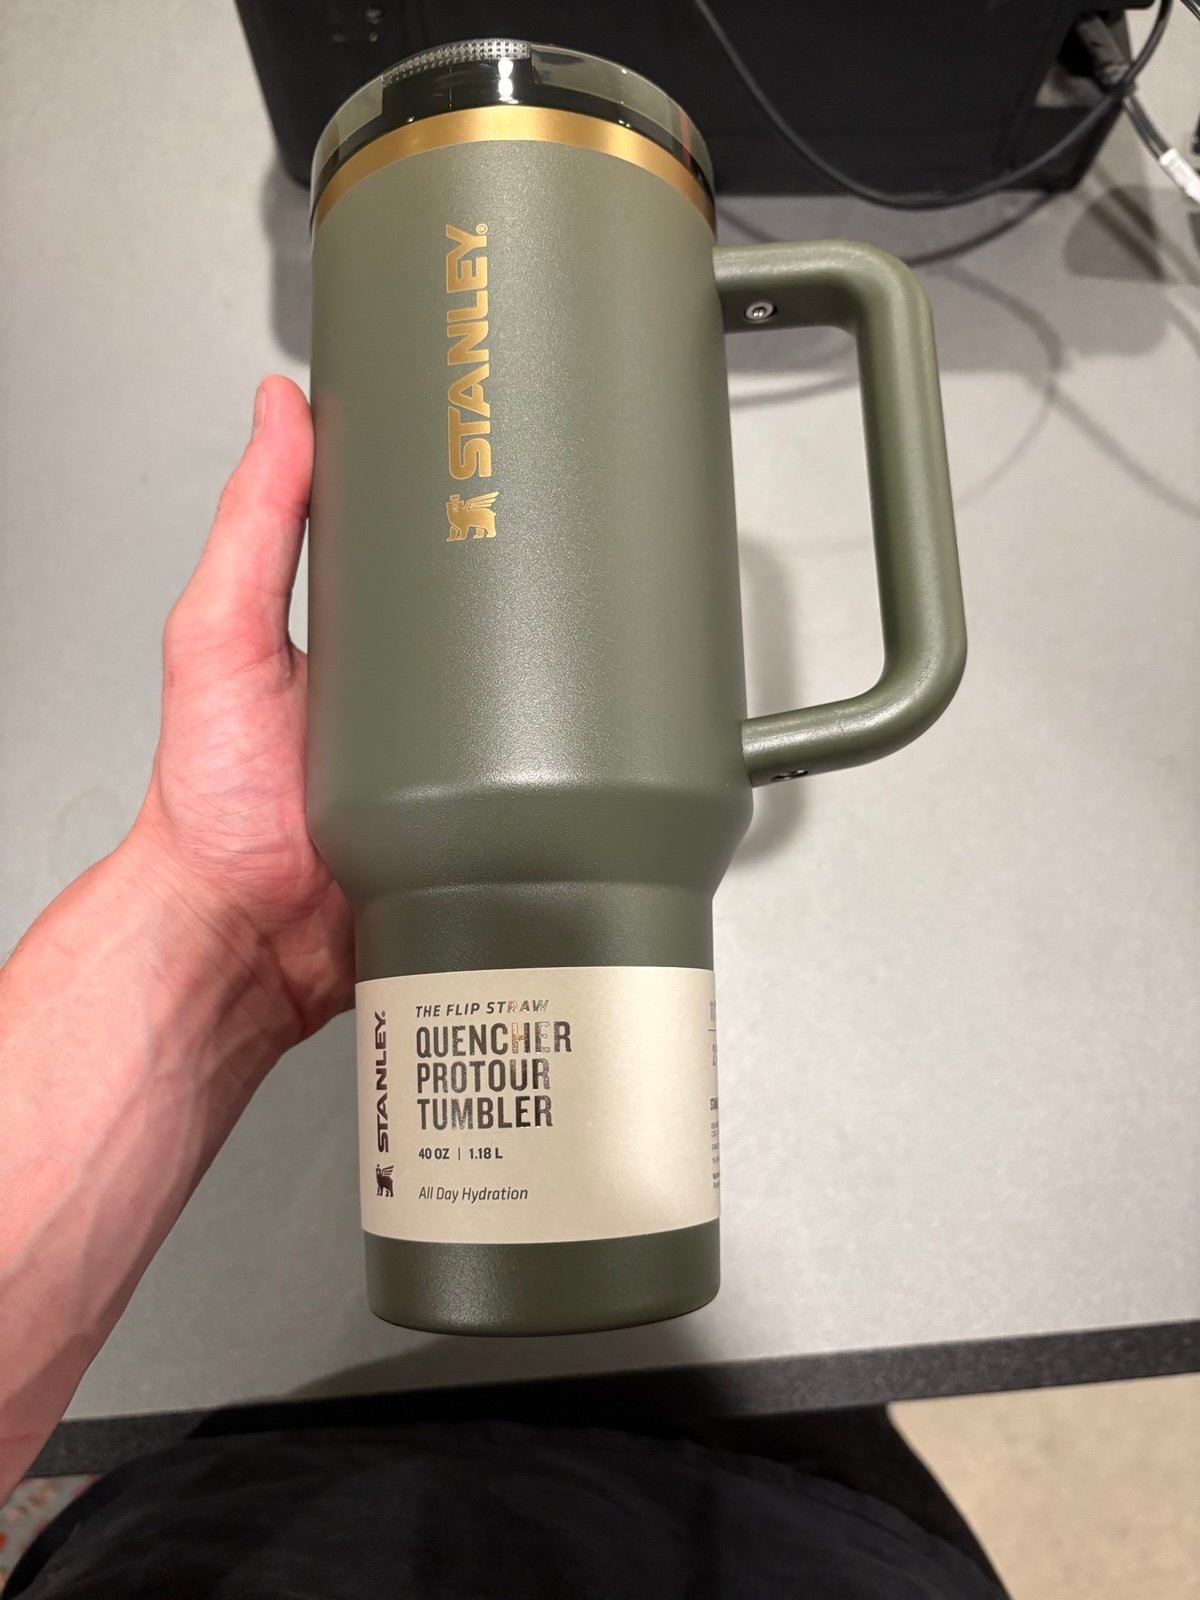 STANLEY®
STANLEY®
THE FLIP STRAW
QUENCHER
PROTOUR
TUMBLER
40 OZ | 1.18 L
All Day Hydration